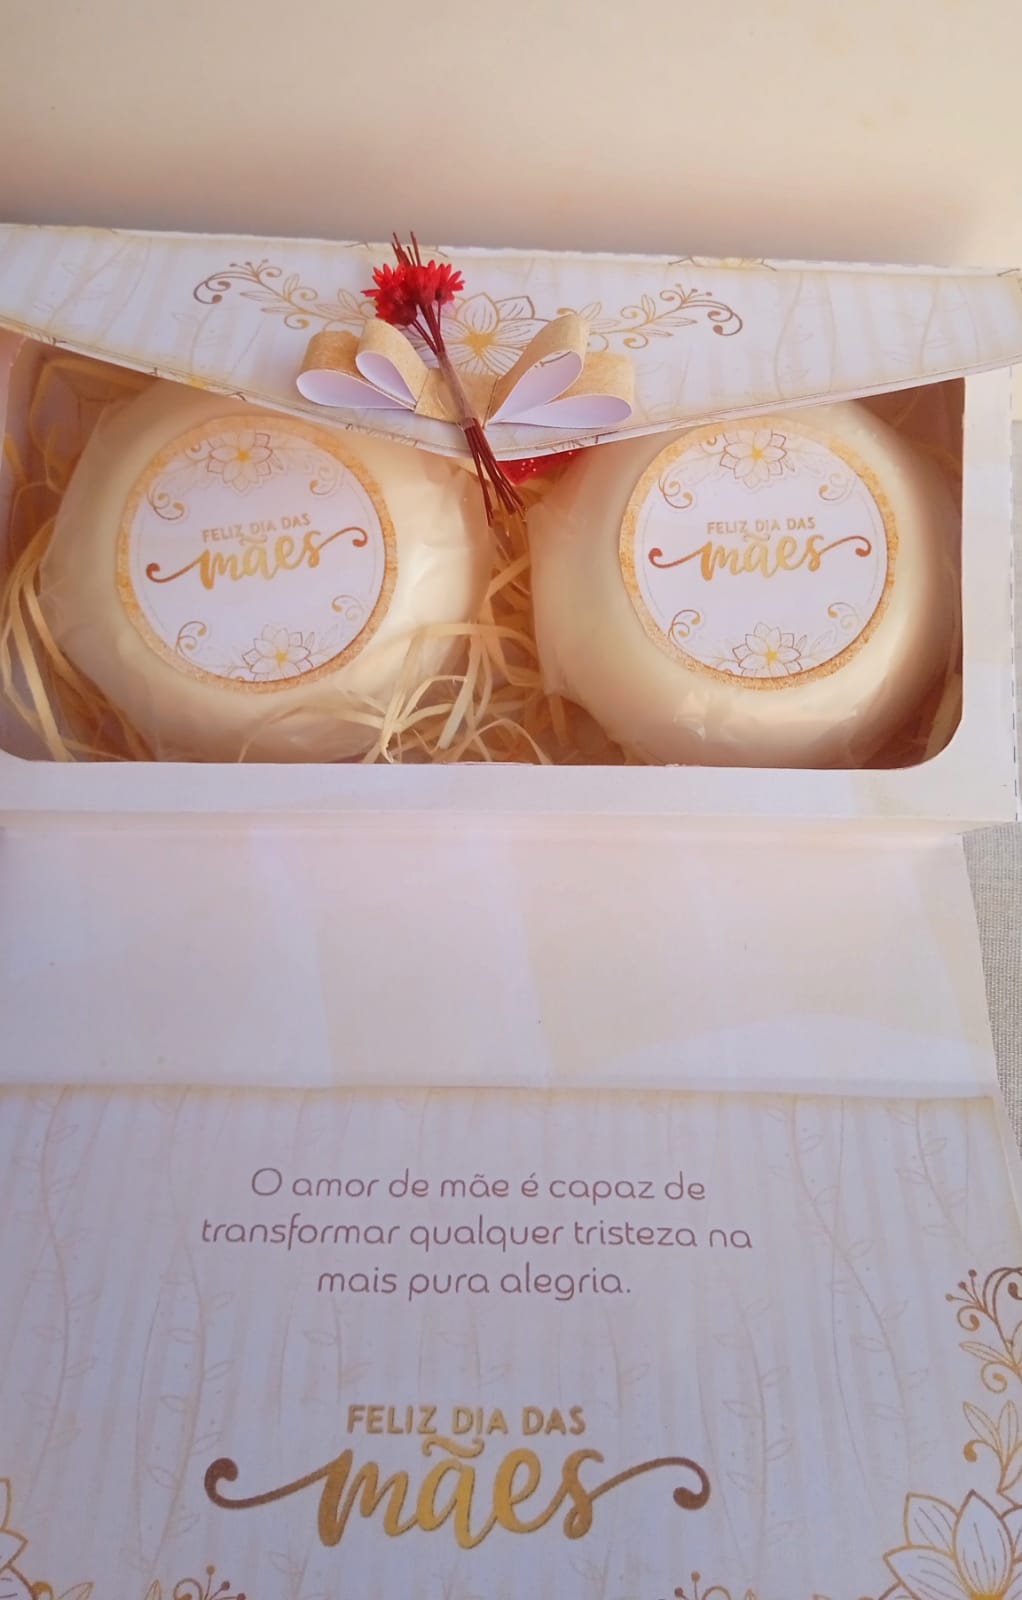 FELIZ DIA DAS
mães
FELIZ DIA DAS
mães
O amor de mãe é capaz de
transformar qualquer tristeza na
mais pura alegria.
FELIZ DIA DAS
mães